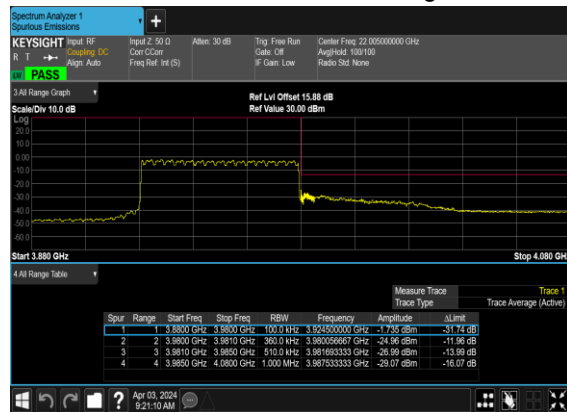 Spectrum Analyzer 1
Spurious Emissions
+
KEYSIGHT
R T
Input: RF
Coupling: DC
Align: Auto
Input Z: 50 Ω
Corr CCorr
Freq Ref: Int (S)
Atten: 30 dB
Trig: Free Run
Gate: Off
IF Gain: Low
Center Freq: 22.005000000 GHz
Avg|Hold: 100/100
Radio Std: None
PASS
3 All Range Graph
Ref Lvl Offset 15.88 dB
Scale/Div 10.0 dB
Ref Value 30.00 dBm
Log
20.0
10.0
0.00
-10.0
-20.0
-30.0
-40.0
-50.0
-60.0
Start 3.880 GHz
Stop 4.080 GH
4 All Range Table
Measure Trace Trace 1
Trace Type Trace Average (Active)
Spur Range Start Freq Stop Freq RBW Frequency Amplitude ΔLimit
1 1 3.8800 GHz 3.9800 GHz 100.0 kHz 3.924500000 GHz -1.735 dBm -31.74 dB
2 2 3.9800 GHz 3.9810 GHz 360.0 kHz 3.980056667 GHz -24.96 dBm -11.96 dB
3 3 3.9810 GHz 3.9850 GHz 510.0 kHz 3.981693333 GHz -26.99 dBm -13.99 dB
4 4 3.9850 GHz 4.0800 GHz 1.000 MHz 3.987533333 GHz -29.07 dBm -16.07 dB
?
Apr 03, 2024
9:21:10 AM